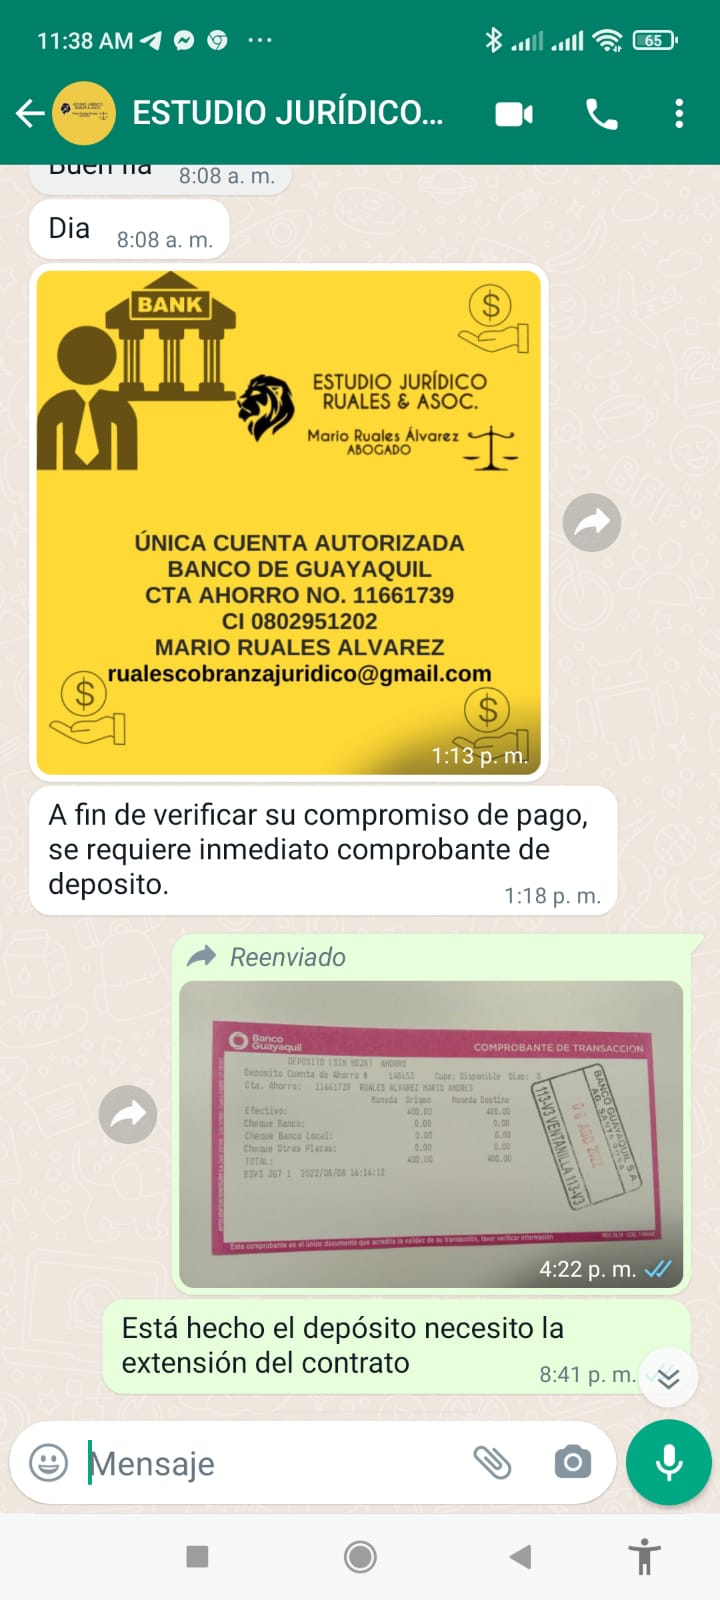 11:38 AM
65
ESTUDIO JURÍDICO...
8:08 a. m.
Dia
8:08 a. m.
BANK
$
ESTUDIO JURÍDICO
RUALES & ASOC.
Mario Ruales Álvarez
ABOGADO
ÚNICA CUENTA AUTORIZADA
BANCO DE GUAYAQUIL
CTA AHORRO NO. 11661739
CI 0802951202
MARIO RUALES ALVAREZ
rualescobranzajuridico@gmail.com
$
$
1:13 p. m.
A fin de verificar su compromiso de pago,
se requiere inmediato comprobante de
deposito.
1:18 p. m.
Reenviado
Banco
Guayaquil
COMPROBANTE DE TRANSACCIÓN
DEPOSITO (SIN HOJA) AHORRO
Deposito Cuenta de Ahorro # Cupo: Disponible Dias: 0
Cta. Ahorro: 11661739 RUALES ALVAREZ MARIO ANDRES
Moneda Origen Moneda Destino
Efectivo: 400.00 400.00
Cheque Banco: 0.00 0.00
Cheque Banco Local: 0.00 0.00
Cheque Otras Plazas: 0.00 0.00
TOTAL: 400.00 400.00
2022/08/08 16:16:12
BANCO GUAYAQUIL S.A.
AG. SANTA ROSA
AGO 2022
113-V3 VENTANILLA 113-V3
Este comprobante es el único documento que acredita la validez de su transacción, favor verificar información
4:22 p. m.
Está hecho el depósito necesito la
extensión del contrato
8:41 p. m.
Mensaje